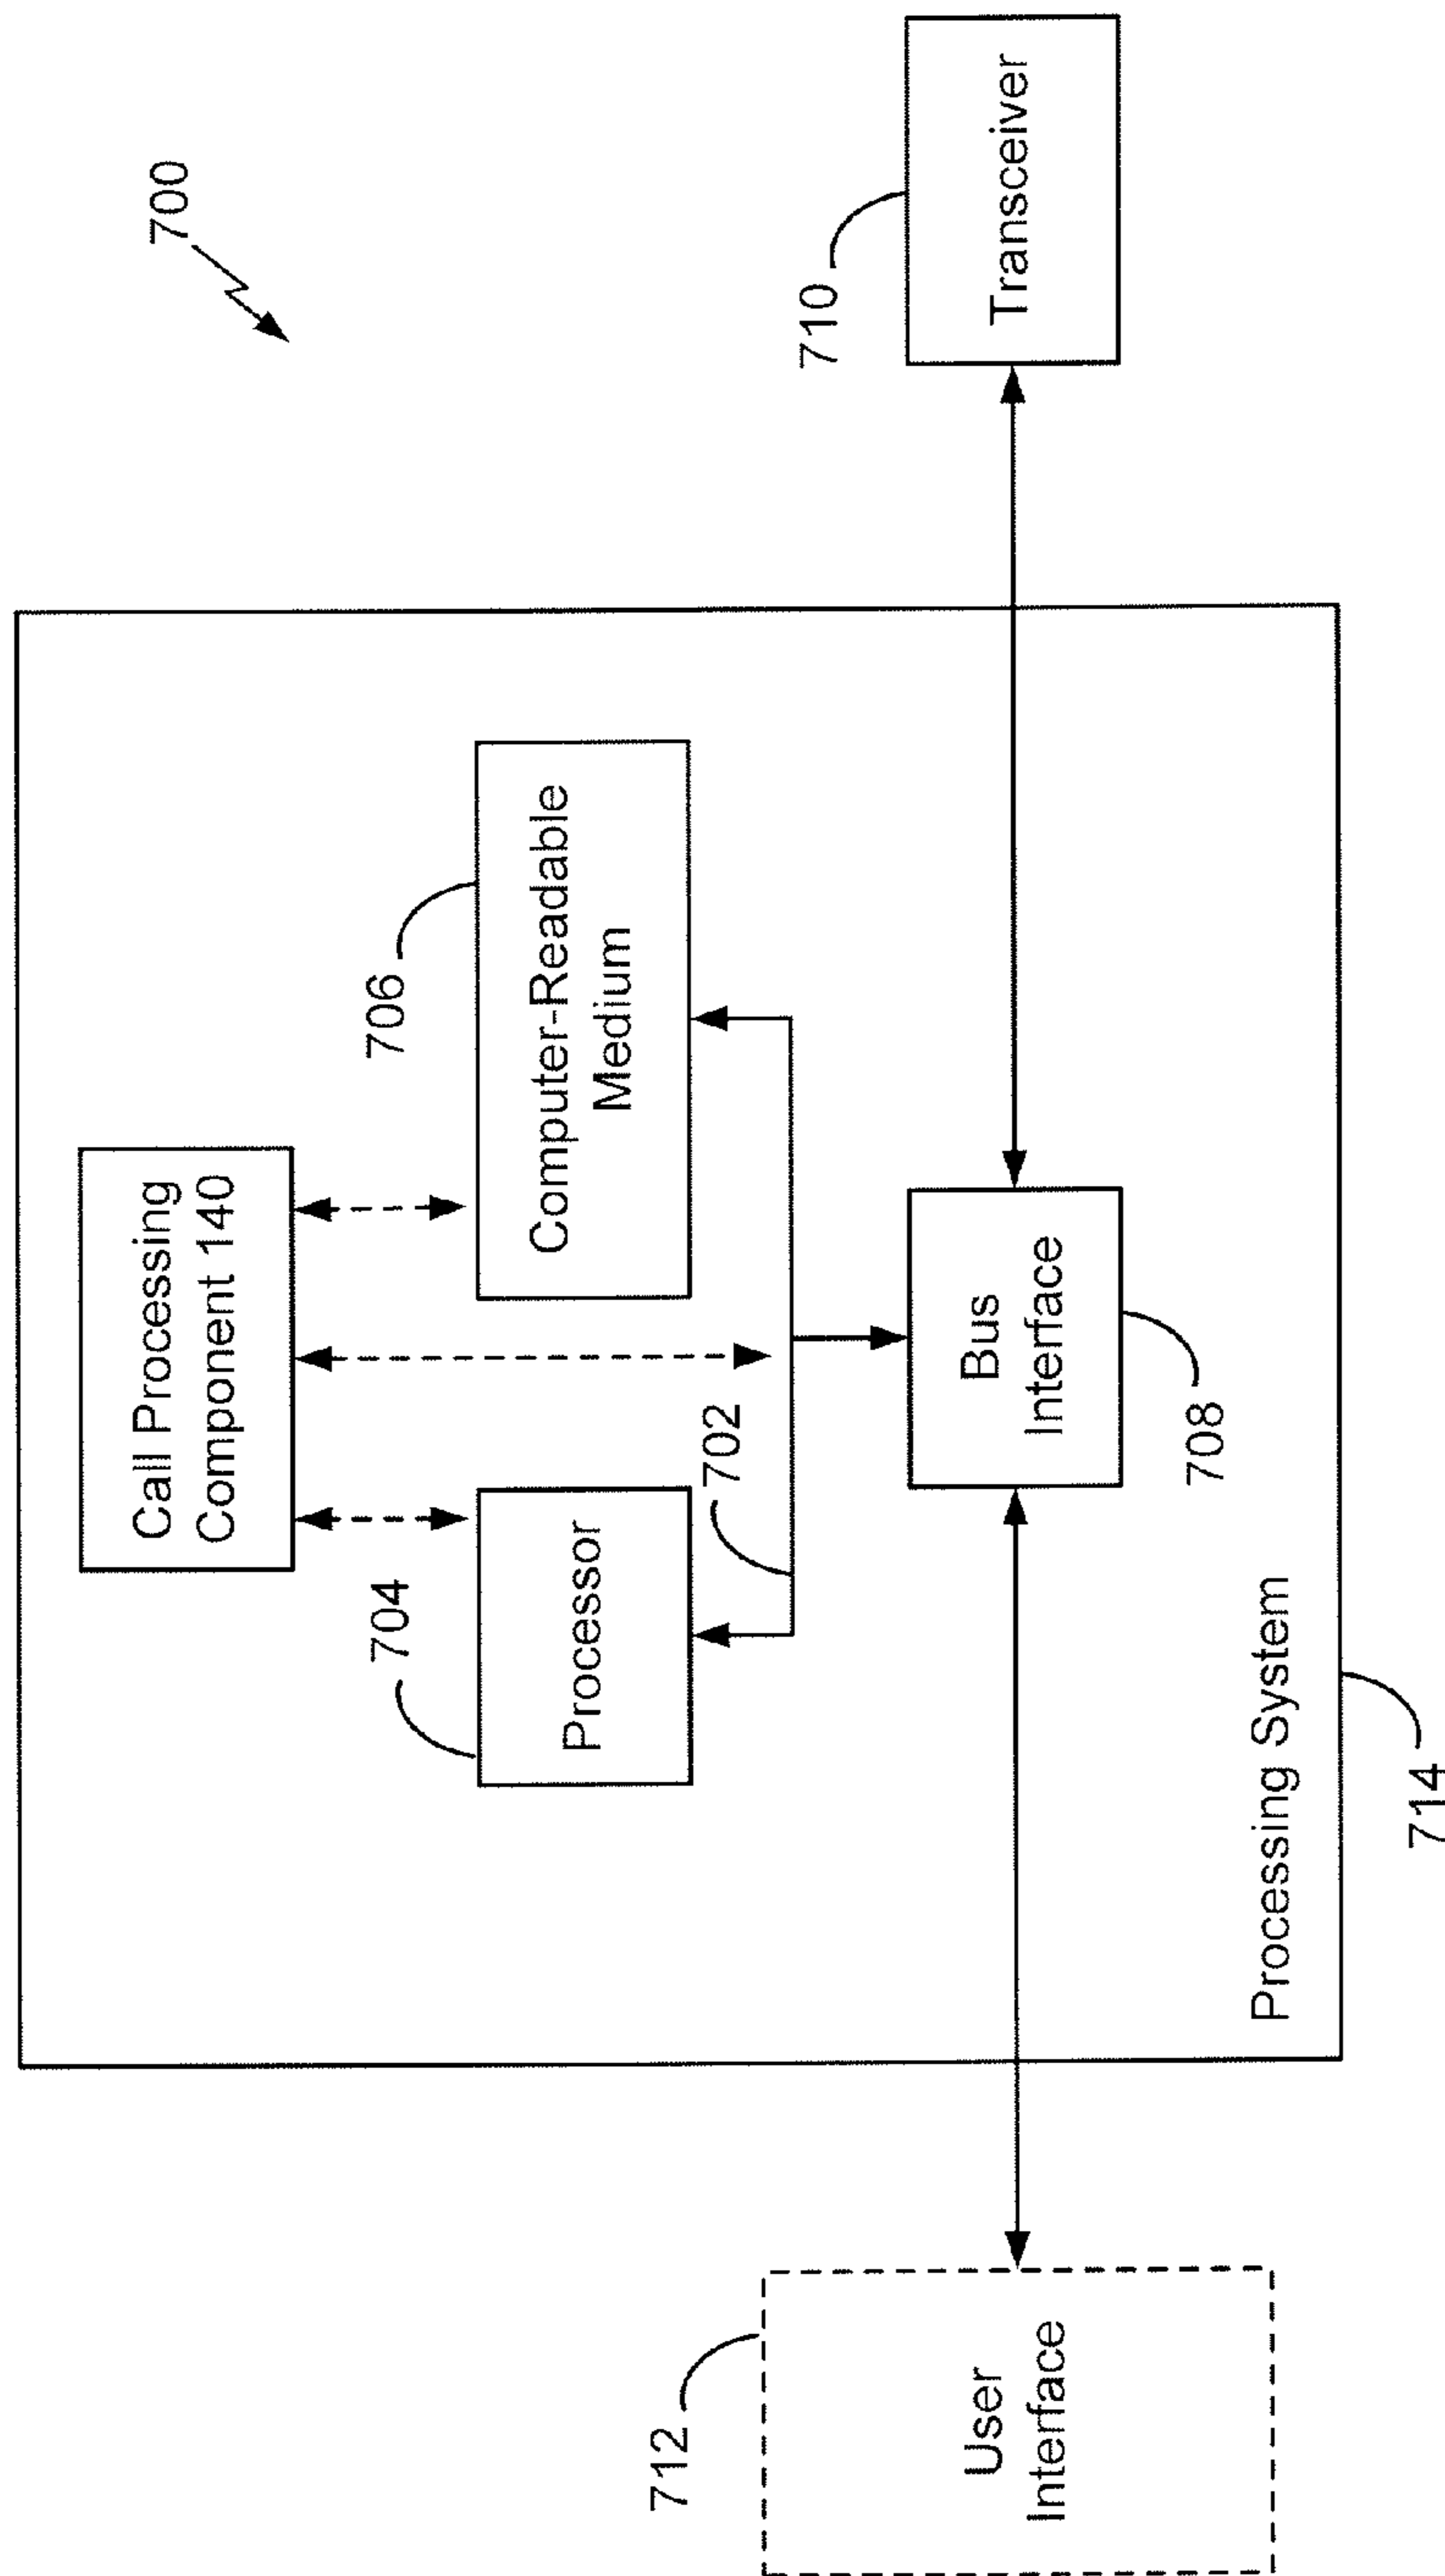 700
Call Processing
Component 140
704
706
Processor
Computer-Readable
Medium
702
712
710
User
Interface
Bus
Interface
Transceiver
708
Processing System
714